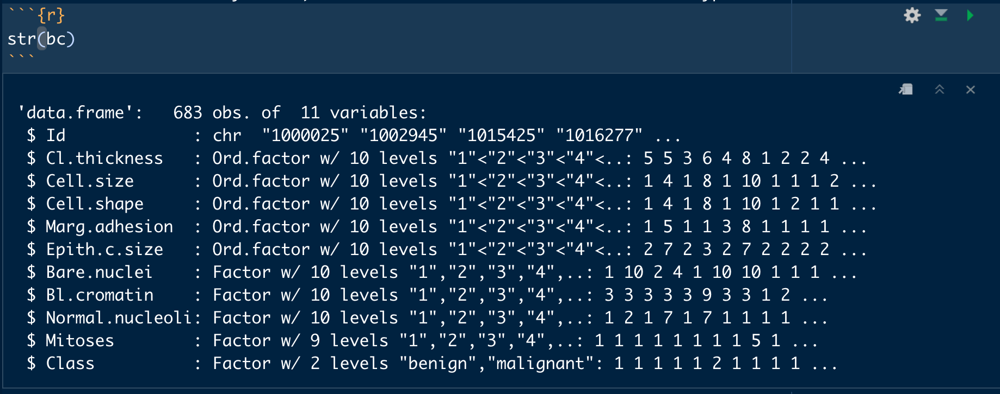 ```{r}
str(bc)
```
'data.frame':   683 obs. of  11 variables:
 $ Id             : chr  "1000025" "1002945" "1015425" "1016277" ...
 $ Cl.thickness   : Ord.factor w/ 10 levels "1"<"2"<"3"<"4"<..: 5 5 3 6 4 8 1 2 2 4 ...
 $ Cell.size      : Ord.factor w/ 10 levels "1"<"2"<"3"<"4"<..: 1 4 1 8 1 10 1 1 1 2 ...
 $ Cell.shape     : Ord.factor w/ 10 levels "1"<"2"<"3"<"4"<..: 1 4 1 8 1 10 1 2 1 1 ...
 $ Marg.adhesion  : Ord.factor w/ 10 levels "1"<"2"<"3"<"4"<..: 1 5 1 1 3 8 1 1 1 1 ...
 $ Epith.c.size   : Ord.factor w/ 10 levels "1"<"2"<"3"<"4"<..: 2 7 2 3 2 7 2 2 2 2 ...
 $ Bare.nuclei    : Factor w/ 10 levels "1","2","3","4",..: 1 10 2 4 1 10 10 1 1 1 ...
 $ Bl.cromatin    : Factor w/ 10 levels "1","2","3","4",..: 3 3 3 3 3 9 3 3 1 2 ...
 $ Normal.nucleoli: Factor w/ 10 levels "1","2","3","4",..: 1 2 1 7 1 7 1 1 1 1 ...
 $ Mitoses        : Factor w/ 9 levels "1","2","3","4",..: 1 1 1 1 1 1 1 1 5 1 ...
 $ Class          : Factor w/ 2 levels "benign","malignant": 1 1 1 1 1 2 1 1 1 1 ...